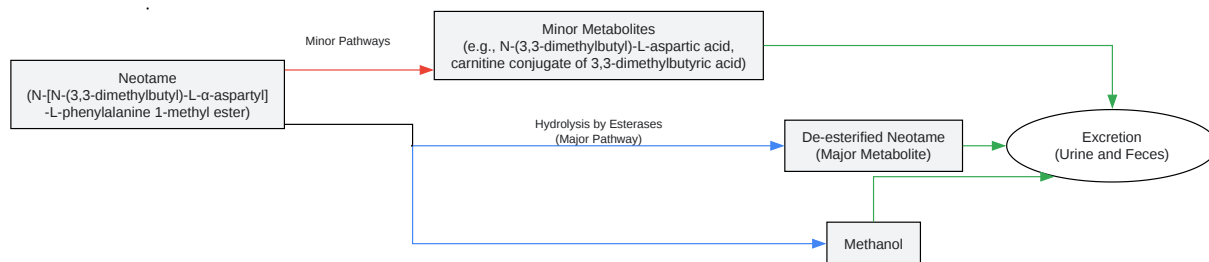 Minor Metabolites
(e.g., N-(3,3-dimethylbutyl)-L-aspartic acid,
carnitine conjugate of 3,3-dimethylbutyric acid)
Minor Pathways
Neotame
(N-[N-(3,3-dimethylbutyl)-L-α-aspartyl]
-L-phenylalanine 1-methyl ester)
Hydrolysis by Esterases
(Major Pathway)
De-esterified Neotame
(Major Metabolite)
Excretion
(Urine and Feces)
Methanol